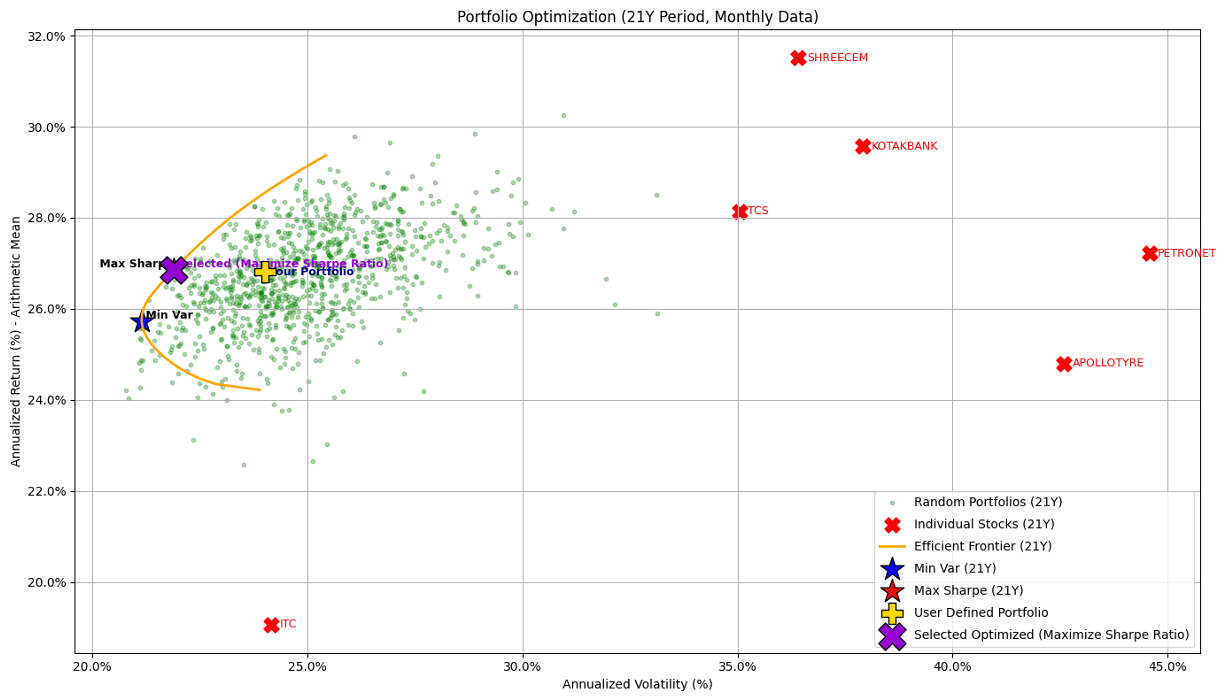 Portfolio Optimization (21Y Period, Monthly Data)
32.0%
30.0%
28.0%
26.0%
24.0%
22.0%
20.0%
Annualized Return (%) - Arithmetic Mean
SHREECEM
KOTAKBANK
TCS
PETRONET
Max Sharpe
Selected (Maximize Sharpe Ratio)
Your Portfolio
Min Var
APOLLOTYRE
ITC
Random Portfolios (21Y)
Individual Stocks (21Y)
Efficient Frontier (21Y)
Min Var (21Y)
Max Sharpe (21Y)
User Defined Portfolio
Selected Optimized (Maximize Sharpe Ratio)
20.0%
25.0%
30.0%
35.0%
40.0%
45.0%
Annualized Volatility (%)